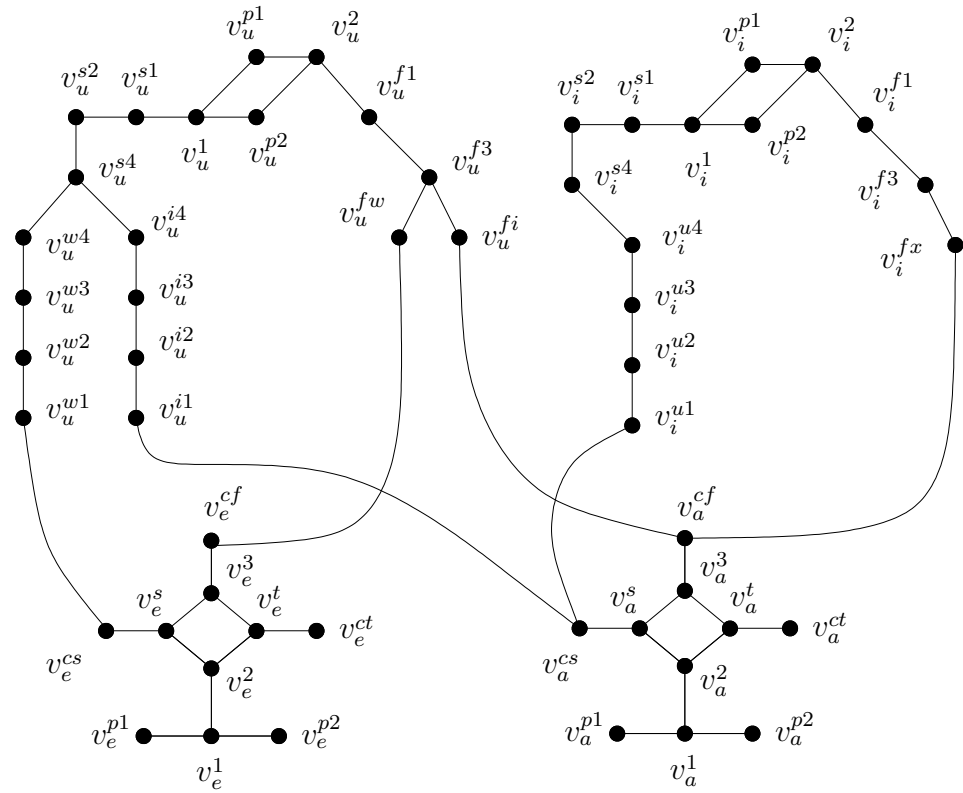 v_u^{p1} v_u^2 v_i^{p1} v_i^2
v_u^{s2} v_u^{s1} v_u^{f1} v_i^{s2} v_i^{s1} v_i^{f1}
v_u^1 v_u^{p2} v_u^{f3} v_i^1 v_i^{p2}
v_u^{s4} v_i^{s4} v_i^{f3}
v_u^{w4} v_u^{i4} v_u^{fw} v_u^{fi} v_i^{u4} v_i^{fx}
v_u^{w3} v_u^{i3} v_i^{u3}
v_u^{w2} v_u^{i2} v_i^{u2}
v_u^{w1} v_u^{i1} v_i^{u1}
v_e^{cf} v_a^{cf}
v_e^3 v_a^3
v_e^s v_e^t v_a^s v_a^t
v_e^{cs} v_e^{ct} v_a^{cs} v_a^{ct}
v_e^2 v_a^2
v_e^{p1} v_e^{p2} v_a^{p1} v_a^{p2}
v_e^1 v_a^1